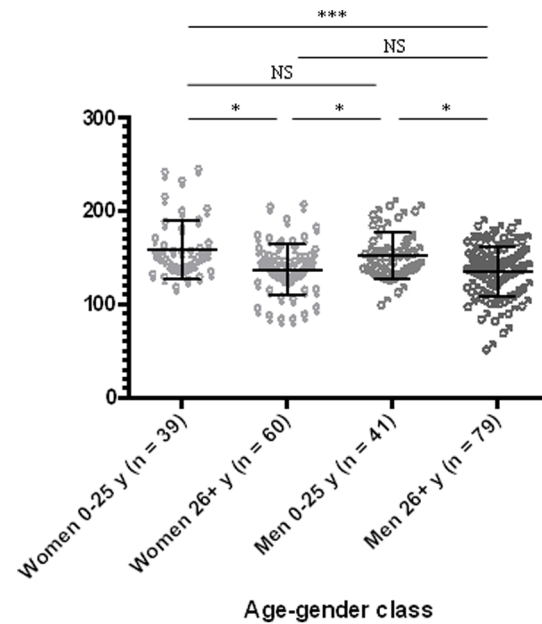 ***
NS
NS
* * *
300
200
100
0
Women 0-25 y (n = 39)
Women 26+ y (n = 60)
Men 0-25 y (n = 41)
Men 26+ y (n = 79)
Age-gender class